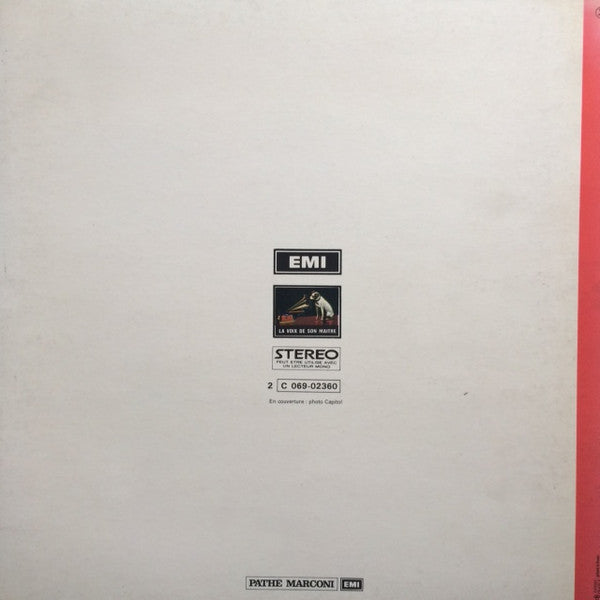 EMI
LA VOIX DE SON MAITRE
STEREO
PEUT ETRE UTILISE AVEC
UN LECTEUR MONO
2 C 069-02360
En couverture : photo Capitol
PATHE MARCONI EMI